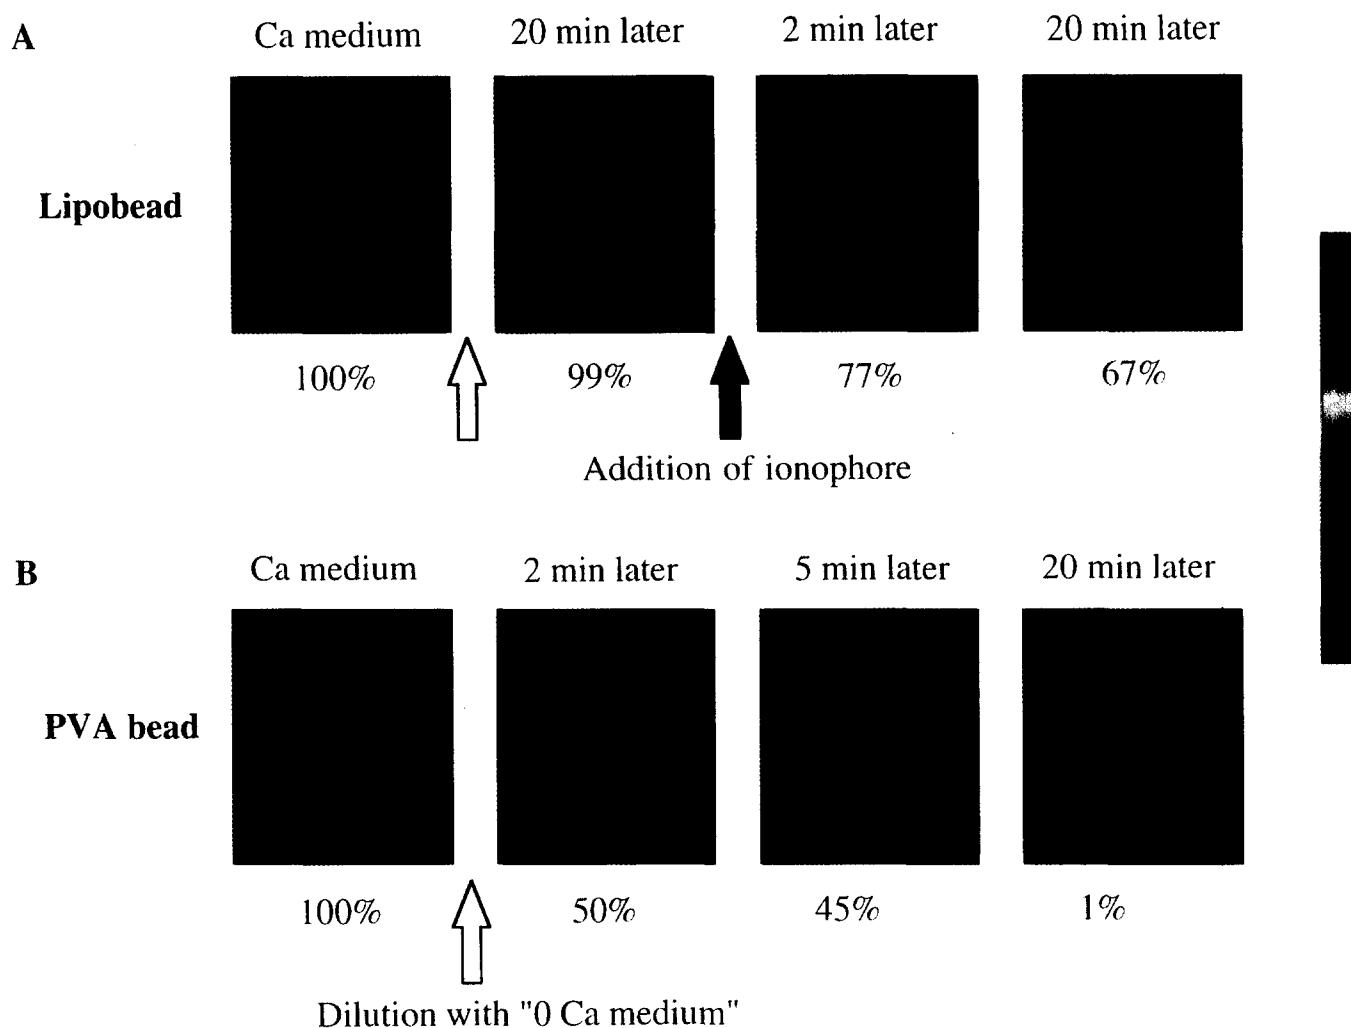 A
Ca medium 20 min later 2 min later 20 min later
Lipobead
100% 99% 77% 67%
Addition of ionophore
B
Ca medium 2 min later 5 min later 20 min later
PVA bead
100% 50% 45% 1%
Dilution with "0 Ca medium"